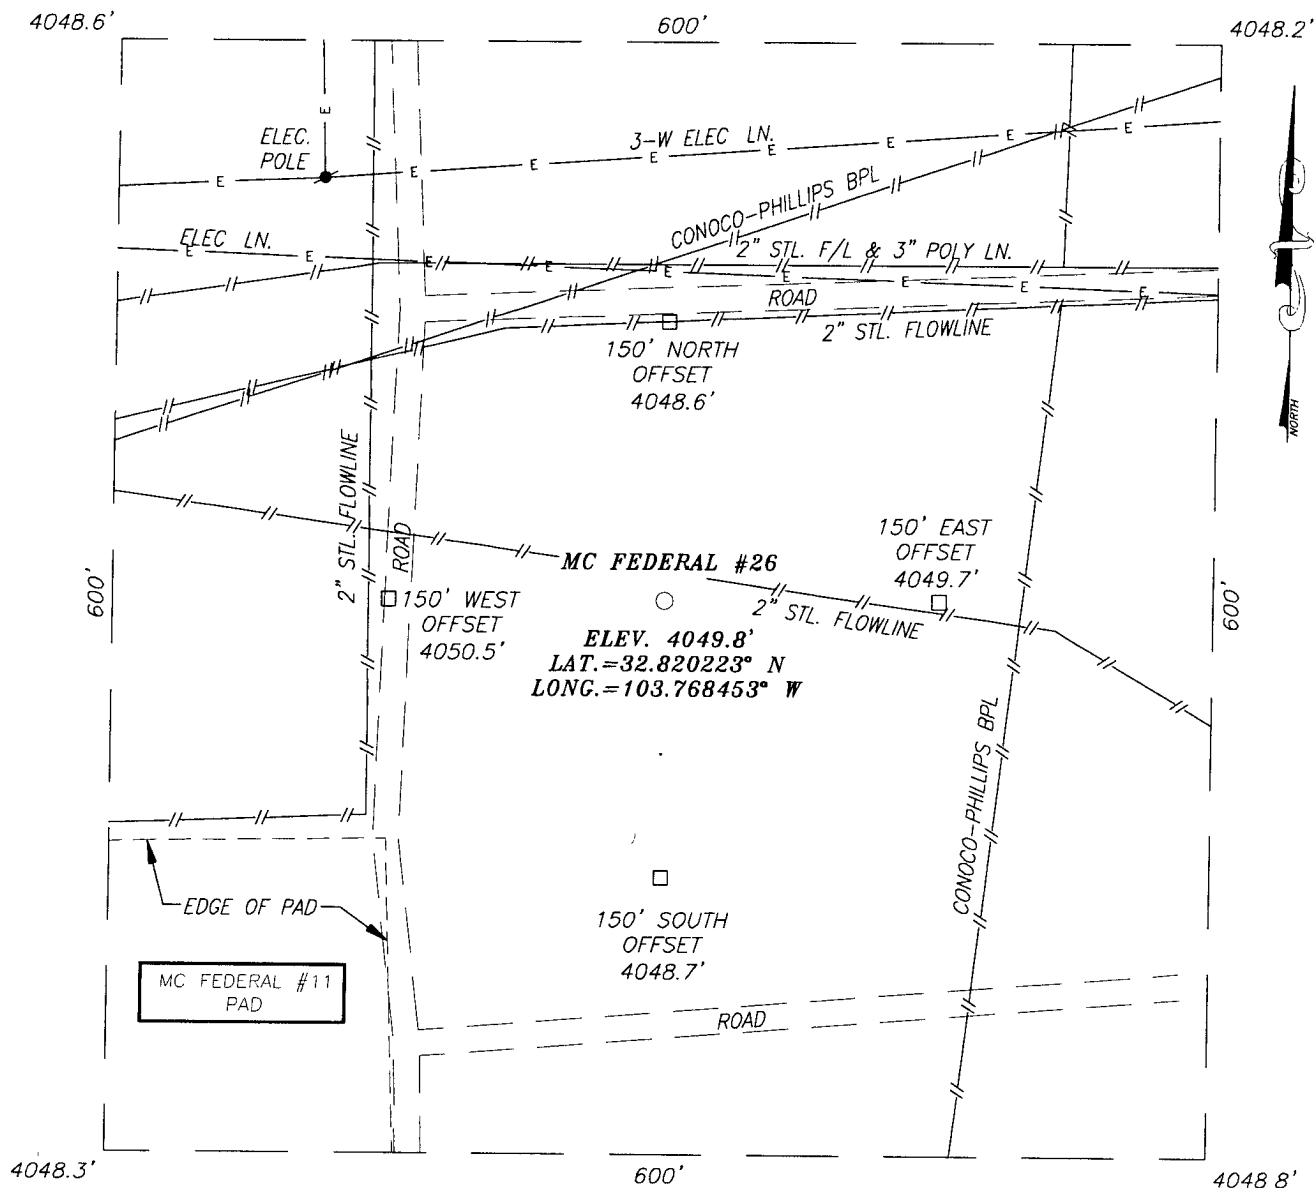 4048.6'
600'
4048.2'
ELEC.
POLE
E
E
E
E
3-W ELEC LN.
E
E
E
E
E
CONOCO-PHILLIPS BPL
ELEC LN.
E
E
E
E
E
E
E
E
E
2" STL. F/L & 3" POLY LN.
ROAD
2" STL. FLOWLINE
150' NORTH
OFFSET
4048.6'
NORTH
2" STL. FLOWLINE
ROAD
150' EAST
OFFSET
4049.7'
MC FEDERAL #26
600'
150' WEST
OFFSET
4050.5'
2" STL. FLOWLINE
600'
ELEV. 4049.8'
LAT.=32.820223° N
LONG.=103.768453° W
CONOCO-PHILLIPS BPL
EDGE OF PAD
150' SOUTH
OFFSET
4048.7'
MC FEDERAL #11
PAD
ROAD
4048.3'
600'
4048 8'